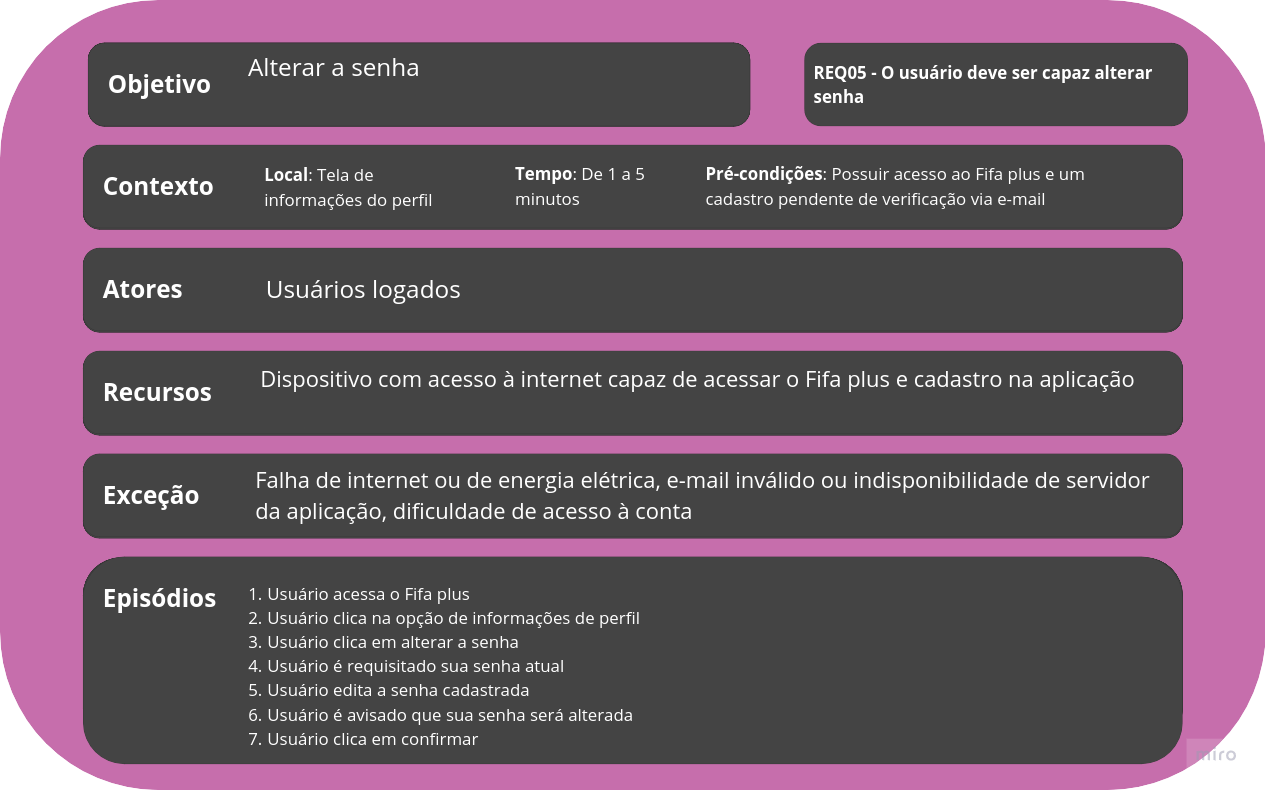 Objetivo
Alterar a senha
REQ05 - O usuário deve ser capaz alterar
senha
Contexto
Local: Tela de
informações do perfil
Tempo: De 1 a 5
minutos
Pré-condições: Possuir acesso ao Fifa plus e um
cadastro pendente de verificação via e-mail
Atores
Usuários logados
Recursos
Dispositivo com acesso à internet capaz de acessar o Fifa plus e cadastro na aplicação
Exceção
Falha de internet ou de energia elétrica, e-mail inválido ou indisponibilidade de servidor
da aplicação, dificuldade de acesso à conta
Episódios
1. Usuário acessa o Fifa plus
2. Usuário clica na opção de informações de perfil
3. Usuário clica em alterar a senha
4. Usuário é requisitado sua senha atual
5. Usuário edita a senha cadastrada
6. Usuário é avisado que sua senha será alterada
7. Usuário clica em confirmar
miro